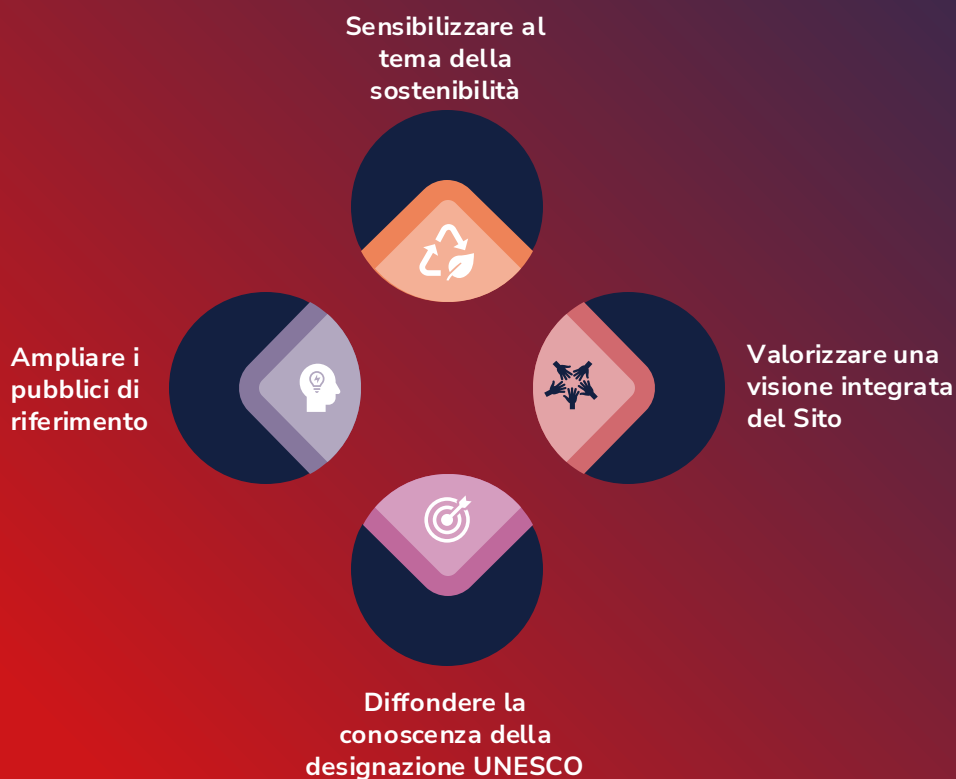 Sensibilizzare al
tema della
sostenibilità
Ampliare i
pubblici di
riferimento
Valorizzare una
visione integrata
del Sito
Diffondere la
conoscenza della
designazione UNESCO